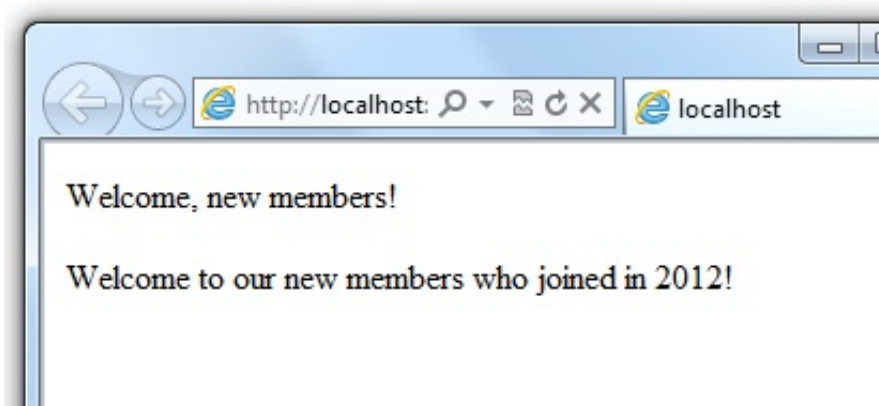 http://localhost:
localhost
Welcome, new members!
Welcome to our new members who joined in 2012!